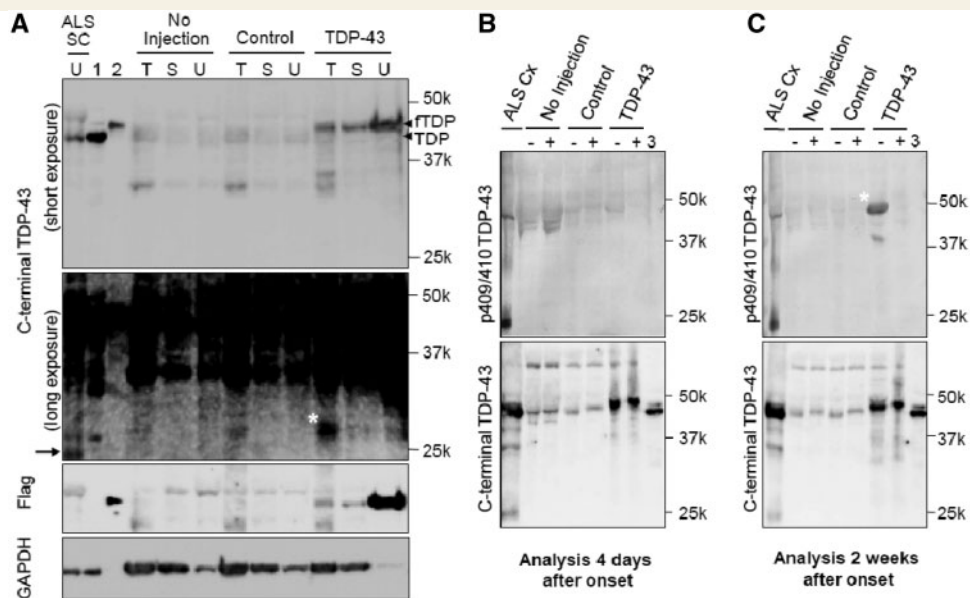 A
ALS SC
No Injection
Control
TDP-43
U 1 2 T S U T S U T S U
C-terminal TDP-43
(short exposure)
50k
fTDP
TDP
37k
25k
(long exposure)
50k
37k
*
25k
Flag
GAPDH
B
ALS Cx
No Injection
Control
TDP-43
- + - + - + 3
p409/410 TDP-43
50k
37k
25k
C-terminal TDP-43
50k
37k
25k
Analysis 4 days
after onset
C
ALS Cx
No Injection
Control
TDP-43
- + - + - + 3
p409/410 TDP-43
*
50k
37k
25k
C-terminal TDP-43
50k
37k
25k
Analysis 2 weeks
after onset